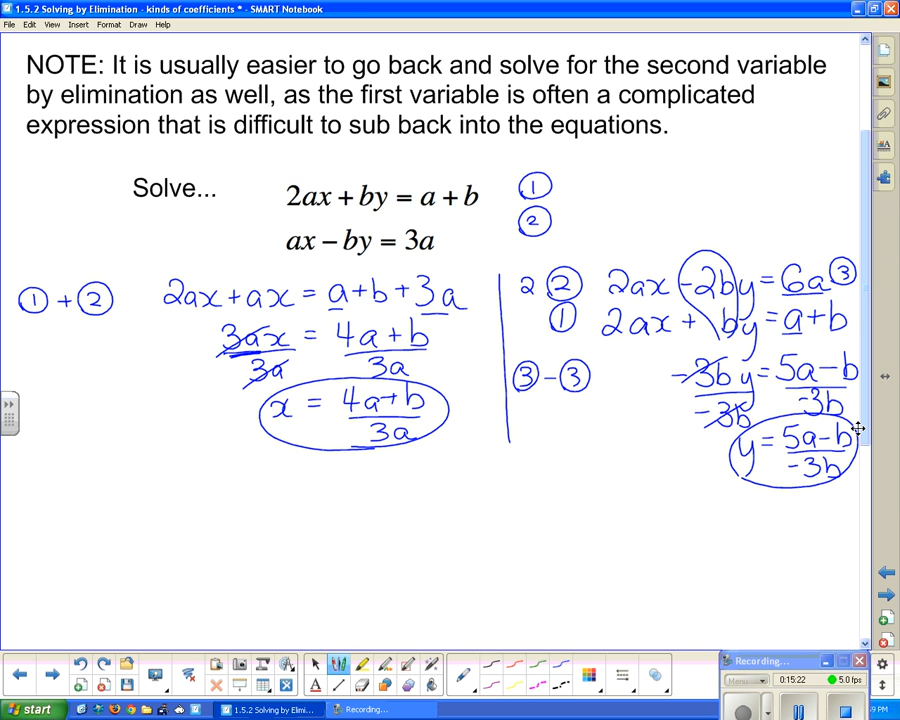 1.5.2 Solving by Elimination - kinds of coefficients * - SMART Notebook
File Edit View Insert Format Draw Help
NOTE: It is usually easier to go back and solve for the second variable
by elimination as well, as the first variable is often a complicated
expression that is difficult to sub back into the equations.
Solve...
2ax + by = a + b ①
ax − by = 3a ②
① + ② 2ax + ax = a + b + 3a
3ax = 4a + b
3a 3a
x = 4a + b
3a
2 ② 2ax − 2by = 6a ③
① 2ax + by = a + b
③ − ③ −3by = 5a − b
−3b −3b
y = 5a − b
−3b
Recording...
Menu 0:15:22 5.0 fps
start 1.5.2 Solving by Elimi... Recording... :59 PM